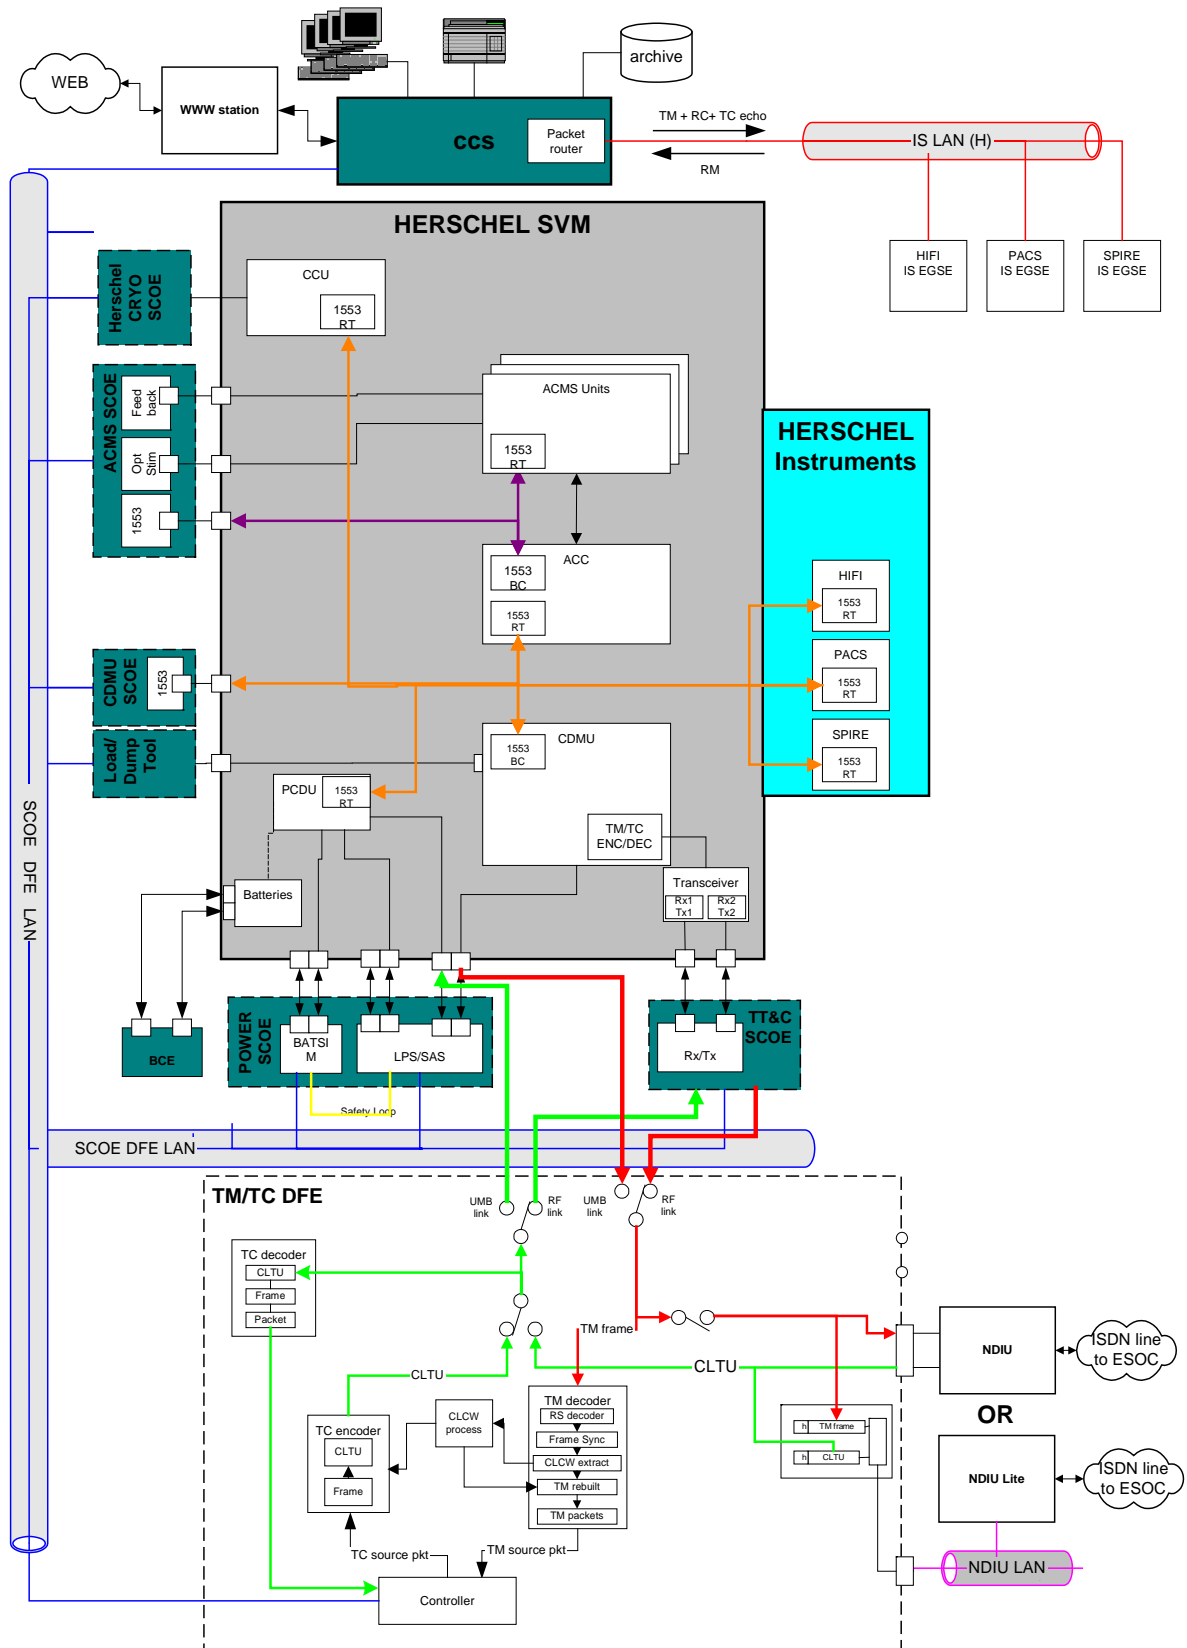 archive
WEB
WWW station
CCS
Packet
router
TM + RC+ TC echo
RM
IS LAN (H)
HERSCHEL SVM
HIFI
IS EGSE
PACS
IS EGSE
SPIRE
IS EGSE
Herschel
CRYO
SCOE
CCU
1553
RT
ACMS SCOE
Feed
back
Opt
Stim
1553
ACMS Units
1553
RT
HERSCHEL
Instruments
ACC
1553
BC
1553
RT
HIFI
1553
RT
PACS
1553
RT
SPIRE
1553
RT
CDMU
SCOE
1553
Load/
Dump
Tool
CDMU
1553
BC
PCDU
1553
RT
TM/TC
ENC/DEC
SCOE DFE LAN
Batteries
Transceiver
Rx1
Tx1
Rx2
Tx2
BCE
POWER
SCOE
BATSI
M
LPS/SAS
Safety Loop
TT&C
SCOE
Rx/Tx
SCOE DFE LAN
TM/TC DFE
UMB
link
RF
link
UMB
link
RF
link
TC decoder
CLTU
Frame
Packet
TM frame
CLTU
CLTU
NDIU
ISDN line
to ESOC
OR
TC encoder
CLTU
Frame
CLCW
process
TM decoder
RS decoder
Frame Sync
CLCW extract
TM rebuilt
TM packets
h TM frame
h CLTU
NDIU Lite
ISDN line
to ESOC
TC source pkt
TM source pkt
NDIU LAN
Controller